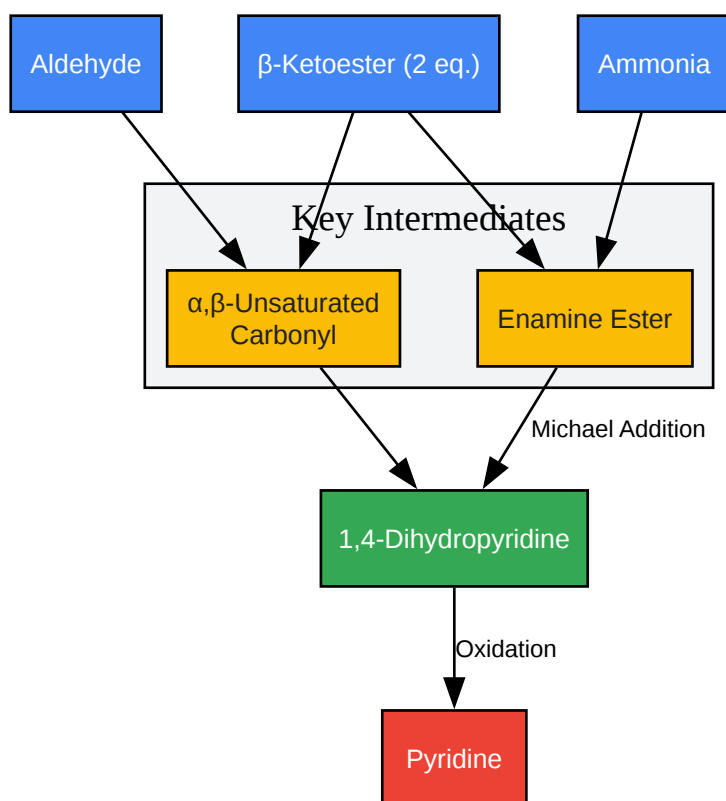 Aldehyde
β-Ketoester (2 eq.)
Ammonia
Key Intermediates
α,β-Unsaturated
Carbonyl
Enamine Ester
Michael Addition
1,4-Dihydropyridine
Oxidation
Pyridine